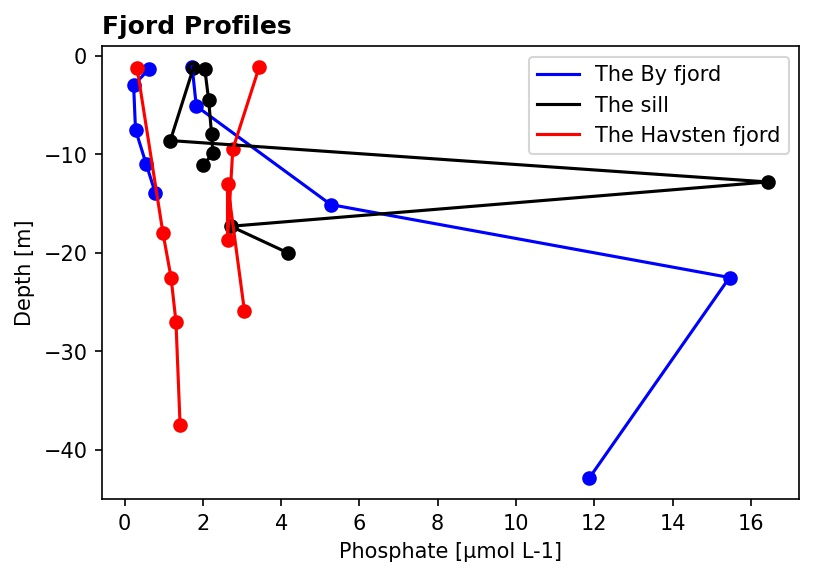 Fjord Profiles
The By fjord
The sill
The Havsten fjord
0
−10
−20
−30
−40
Depth [m]
0 2 4 6 8 10 12 14 16
Phosphate [μmol L-1]